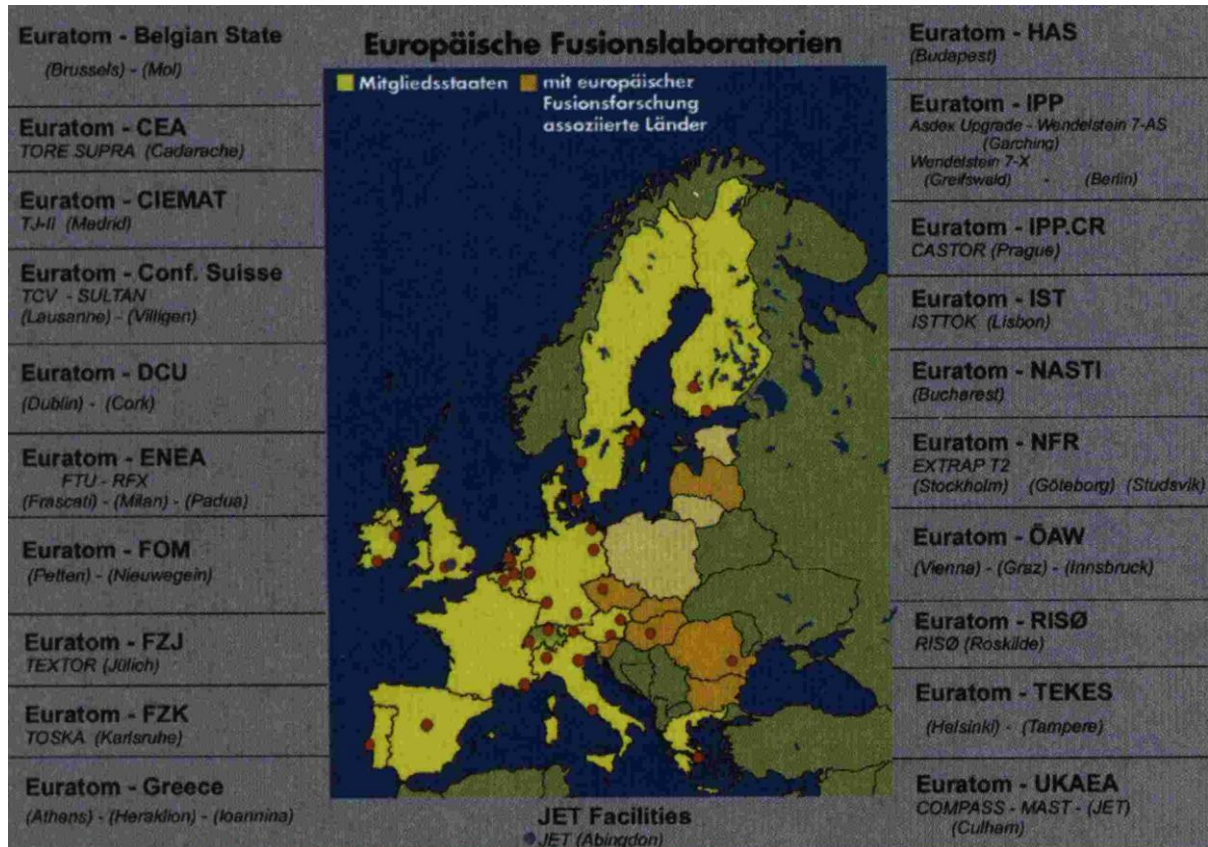 Europäische Fusionslaboratorien
Mitgliedsstaaten
mit europäischer
Fusionsforschung
assoziierte Länder
Euratom - Belgian State
(Brussels) - (Mol)
Euratom - CEA
TORE SUPRA (Cadarache)
Euratom - CIEMAT
TJ-II (Madrid)
Euratom - Conf. Suisse
TCV - SULTAN
(Lausanne) - (Villigen)
Euratom - DCU
(Dublin) - (Cork)
Euratom - ENEA
FTU - RFX
(Frascati) - (Milan) - (Padua)
Euratom - FOM
(Petten) - (Nieuwegein)
Euratom - FZJ
TEXTOR (Jülich)
Euratom - FZK
TOSKA (Karlsruhe)
Euratom - Greece
(Athens) - (Heraklion) - (Ioannina)
Euratom - HAS
(Budapest)
Euratom - IPP
Asdex Upgrade - Wendelstein 7-AS
(Garching)
Wendelstein 7-X
(Greifswald) - (Berlin)
Euratom - IPP.CR
CASTOR (Prague)
Euratom - IST
ISTTOK (Lisbon)
Euratom - NASTI
(Bucharest)
Euratom - NFR
EXTRAP T2
(Stockholm) (Göteborg) (Studsvik)
Euratom - ÖAW
(Vienna) - (Graz) - (Innsbruck)
Euratom - RISØ
RISØ (Roskilde)
Euratom - TEKES
(Helsinki) - (Tampere)
Euratom - UKAEA
COMPASS - MAST - (JET)
(Culham)
JET Facilities
JET (Abingdon)